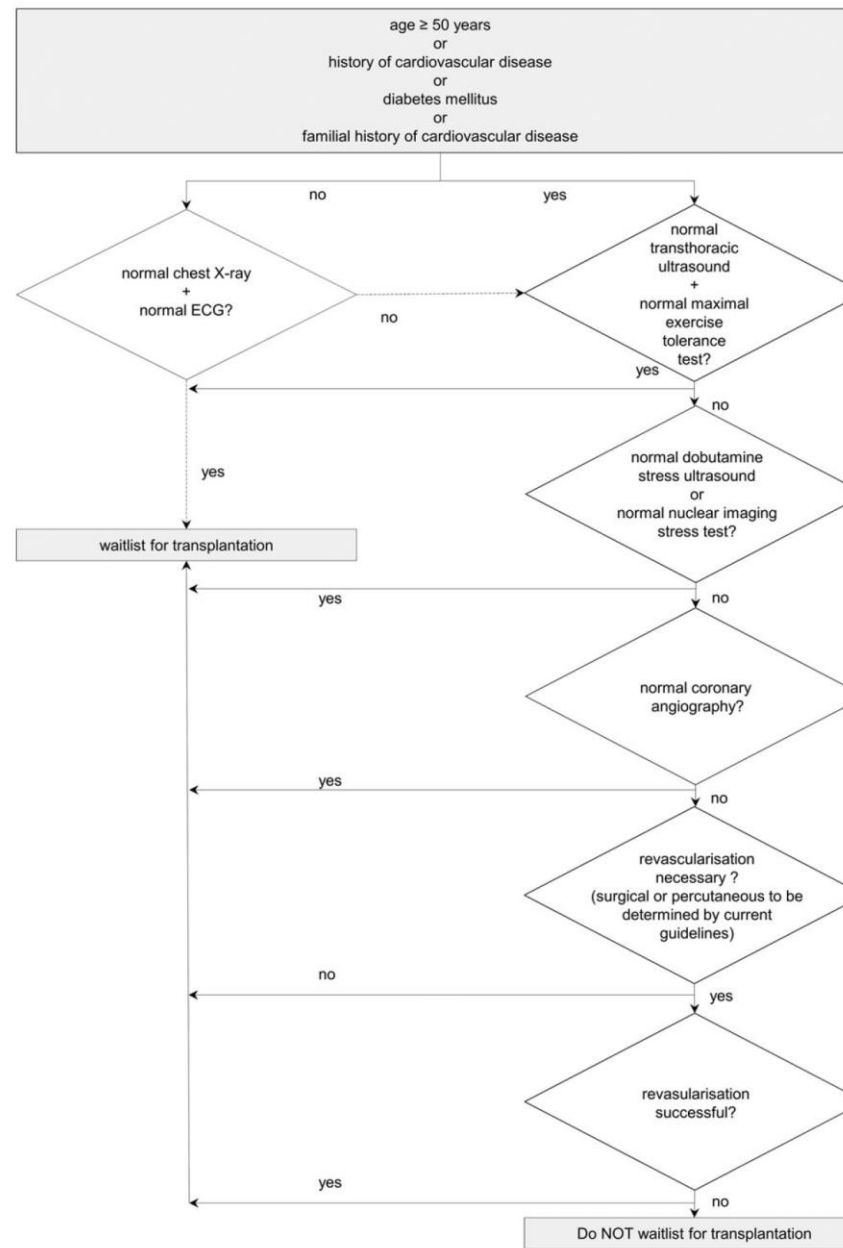 age ≥ 50 years
or
history of cardiovascular disease
or
diabetes mellitus
or
familial history of cardiovascular disease
no
yes
normal chest X-ray
+
normal ECG?
no
normal
transthoracic
ultrasound
+
normal maximal
exercise
tolerance
test?
yes
no
yes
normal dobutamine
stress ultrasound
or
normal nuclear imaging
stress test?
waitlist for transplantation
yes
no
normal coronary
angiography?
yes
no
revascularisation
necessary ?
(surgical or percutaneous to be
determined by current
guidelines)
no
yes
revasularisation
successful?
yes
no
Do NOT waitlist for transplantation